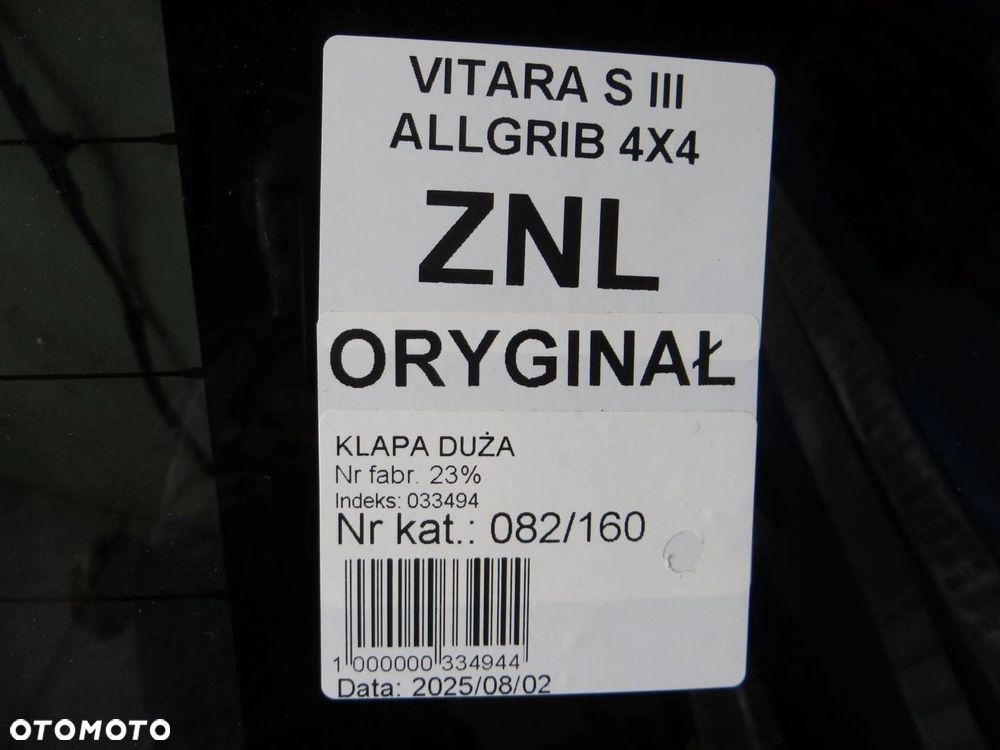 VITARA S III
ALLGRIB 4X4
ZNL
ORYGINAŁ
KLAPA DUŻA
Nr fabr. 23%
Indeks: 033494
Nr kat.: 082/160
1 000000 334944
Data: 2025/08/02
OTOMOTO